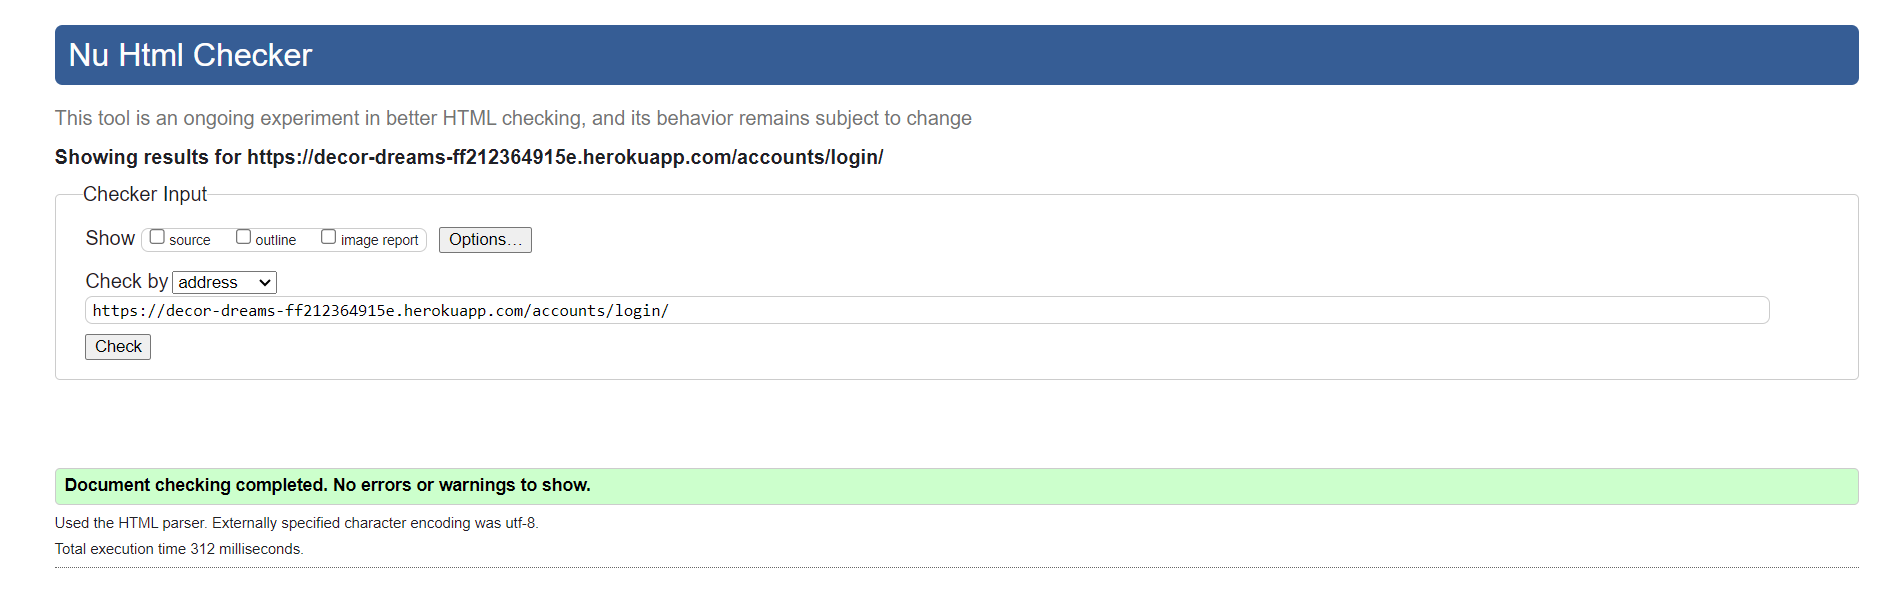 Nu Html Checker
This tool is an ongoing experiment in better HTML checking, and its behavior remains subject to change
Showing results for https://decor-dreams-ff212364915e.herokuapp.com/accounts/login/
Checker Input
Show source outline image report Options...
Check by address
https://decor-dreams-ff212364915e.herokuapp.com/accounts/login/
Check
Document checking completed. No errors or warnings to show.
Used the HTML parser. Externally specified character encoding was utf-8.
Total execution time 312 milliseconds.